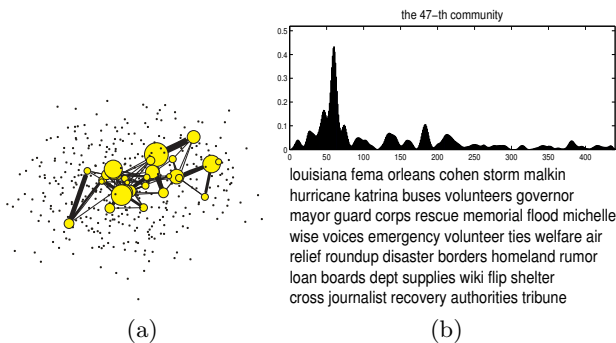 the 47-th community
0.5
0.4
0.3
0.2
0.1
0
0 50 100 150 200 250 300 350 400
louisiana fema orleans cohen storm malkin
hurricane katrina buses volunteers governor
mayor guard corps rescue memorial flood michelle
wise voices emergency volunteer ties welfare air
relief roundup disaster borders homeland rumor
loan boards dept supplies wiki flip shelter
cross journalist recovery authorities tribune
(a) (b)